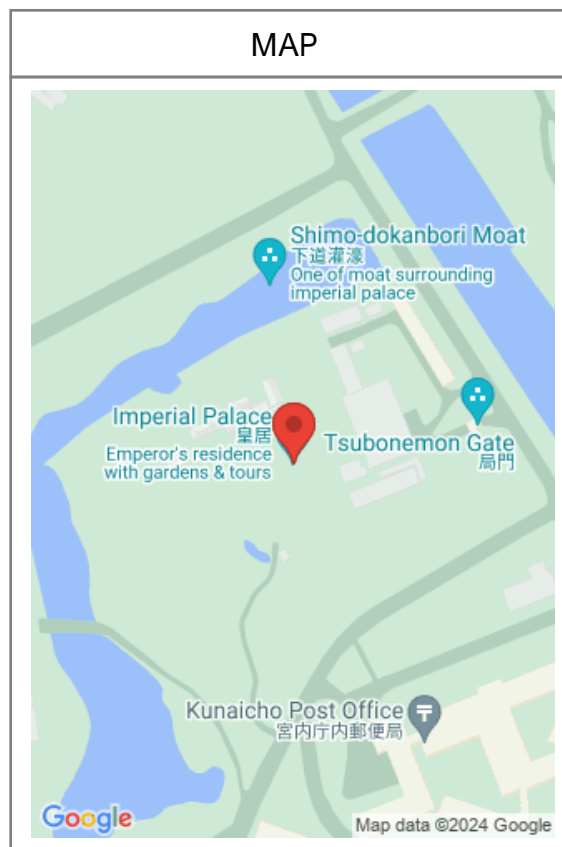 MAP
Shimo-dokanbori Moat
下道灌濠
One of moat surrounding
imperial palace
Imperial Palace
皇居
Emperor's residence
with gardens & tours
Tsubonemon Gate
局門
Kunaicho Post Office
宮内庁内郵便局
Google
Map data ©2024 Google